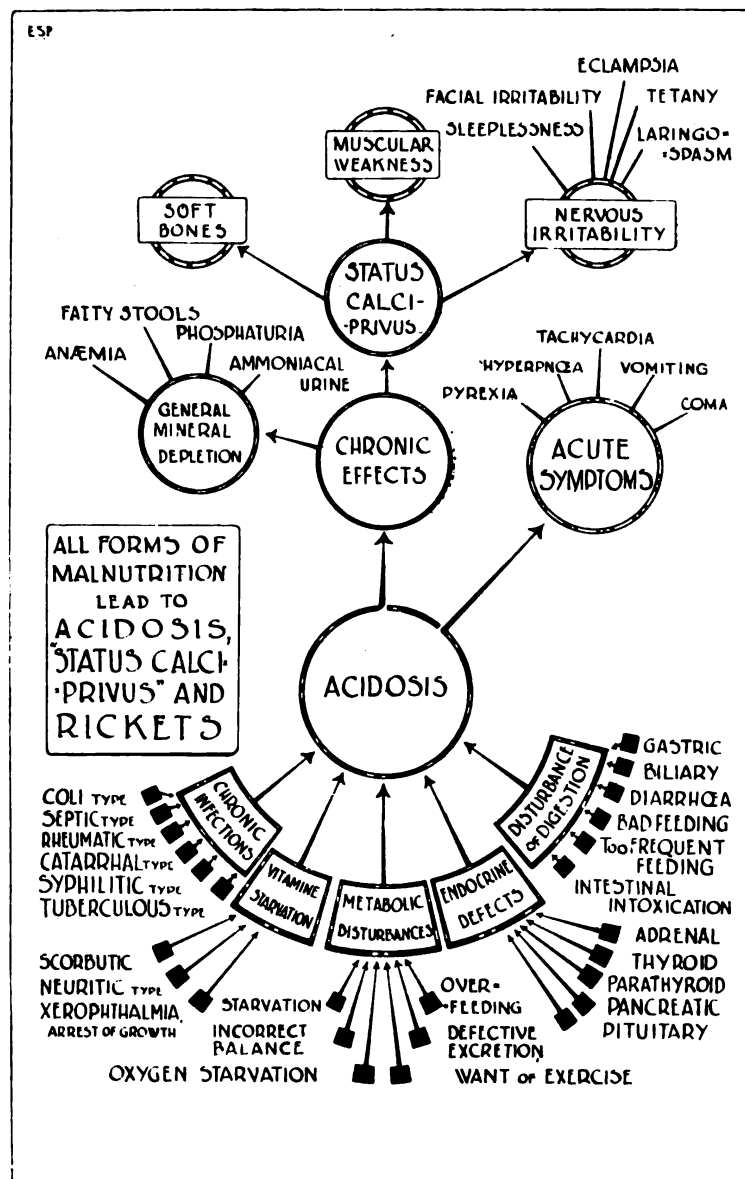 ESP
ECLAMPSIA
FACIAL IRRITABILITY
TETANY
SLEEPLESSNESS
LARINGO=
=SPASM
MUSCULAR
WEAKNESS
SOFT
BONES
NERVOUS
IRRITABILITY
STATUS
CALCI-
-PRIVUS
FATTY STOOLS
PHOSPHATURIA
ANÆMIA
AMMONIACAL
URINE
GENERAL
MINERAL
DEPLETION
CHRONIC
EFFECTS
TACHYCARDIA
HYPERPNŒA
VOMITING
PYREXIA
COMA
ACUTE
SYMPTOMS
ALL FORMS OF
MALNUTRITION
LEAD TO
ACIDOSIS,
"STATUS CALCI-
-PRIVUS" AND
RICKETS
ACIDOSIS
CHRONIC
INFECTIONS
VITAMINE
STARVATION
METABOLIC
DISTURBANCES
ENDOCRINE
DEFECTS
DISTURBANCE
OF DIGESTION
COLI TYPE
SEPTIC TYPE
RHEUMATIC TYPE
CATARRHAL TYPE
SYPHILITIC TYPE
TUBERCULOUS TYPE
SCORBUTIC
NEURITIC TYPE
XEROPHTHALMIA,
ARREST OF GROWTH
STARVATION
INCORRECT
BALANCE
OXYGEN STARVATION
OVER=
-FEEDING
DEFECTIVE
EXCRETION
WANT OF EXERCISE
GASTRIC
BILIARY
DIARRHŒA
BAD FEEDING
TOO FREQUENT
FEEDING
INTESTINAL
INTOXICATION
ADRENAL
THYROID
PARATHYROID
PANCREATIC
PITUITARY